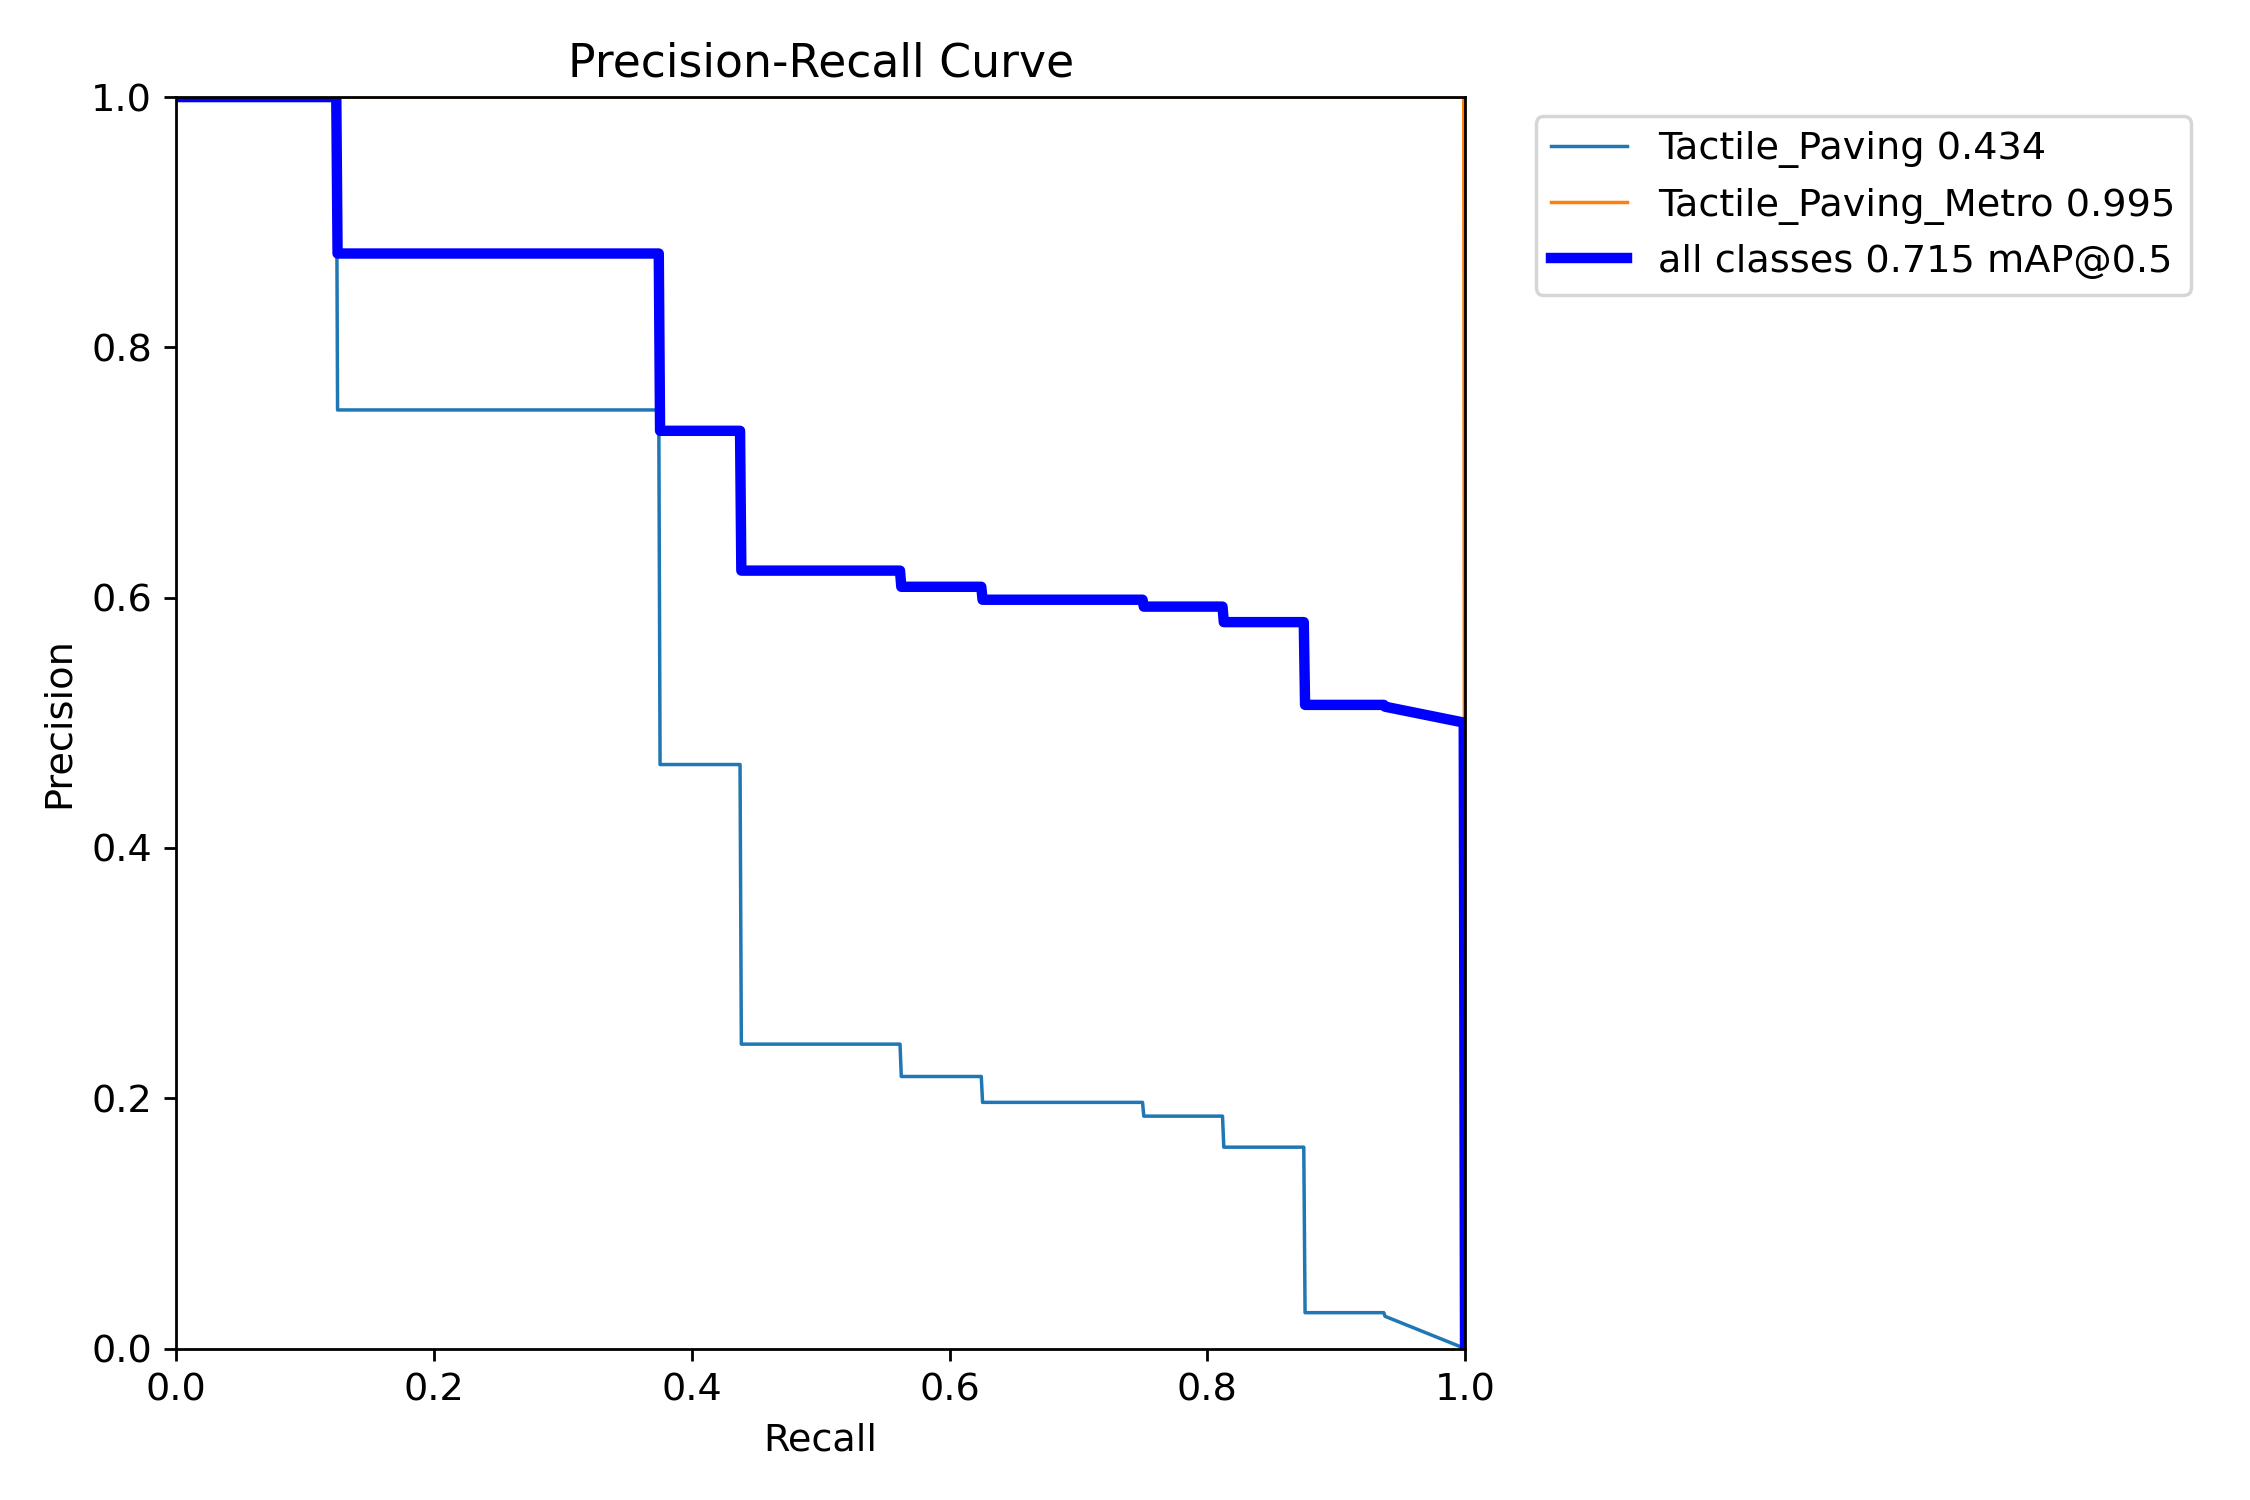 Precision-Recall Curve
1.0
0.8
0.6
0.4
0.2
0.0
Precision
0.0 0.2 0.4 0.6 0.8 1.0
Recall
Tactile_Paving 0.434
Tactile_Paving_Metro 0.995
all classes 0.715 mAP@0.5